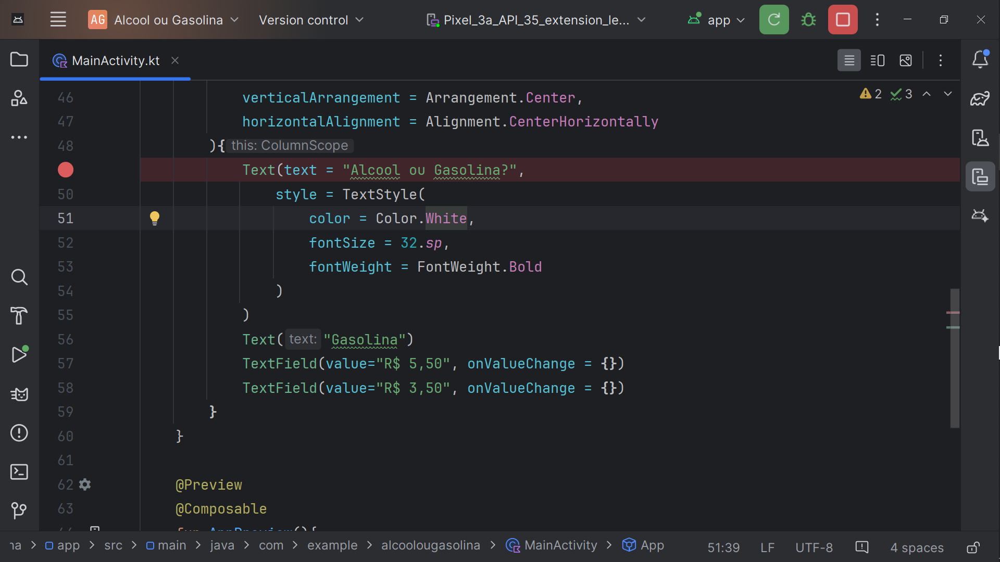 AG Alcool ou Gasolina Version control Pixel_3a_API_35_extension_le... app
MainActivity.kt
2 3
46 verticalArrangement = Arrangement.Center,
47 horizontalAlignment = Alignment.CenterHorizontally
48 ){ this: ColumnScope
Text(text = "Alcool ou Gasolina?",
50 style = TextStyle(
51 color = Color.White,
52 fontSize = 32.sp,
53 fontWeight = FontWeight.Bold
54 )
55 )
56 Text( text: "Gasolina")
57 TextField(value="R$ 5,50", onValueChange = {})
58 TextField(value="R$ 3,50", onValueChange = {})
59 }
60 }
61
62 @Preview
63 @Composable
64 fun AppPreview(){
na > app > src > main > java > com > example > alcoolougasolina > MainActivity > App 51:39 LF UTF-8 4 spaces